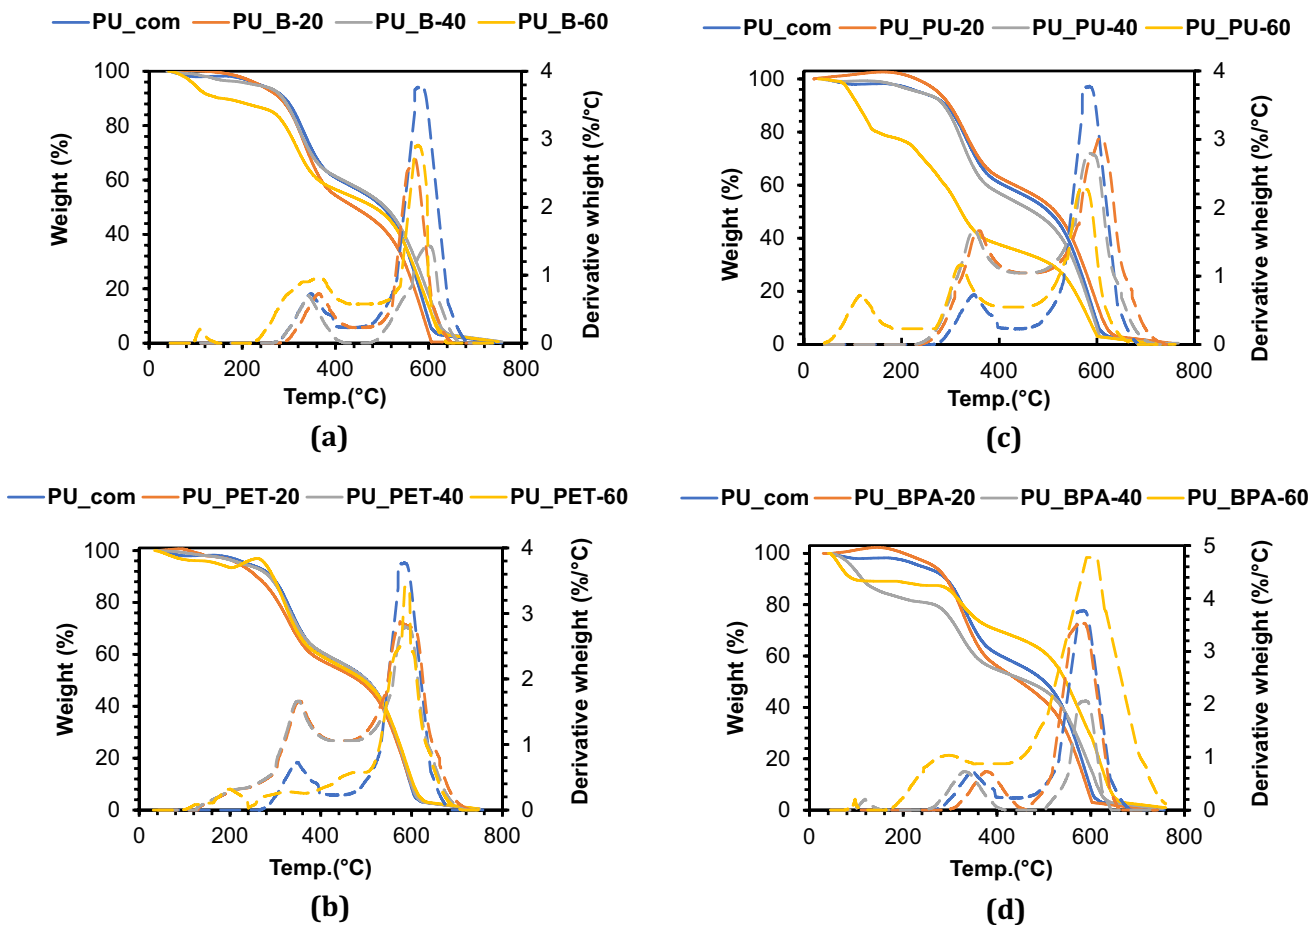 PU_com PU_B-20 PU_B-40 PU_B-60
100
80
60
40
20
0
Weight (%)
4
3
2
1
0
Derivative whight (%/°C)
0 200 400 600 800
Temp.(°C)
(a)
PU_com PU_PU-20 PU_PU-40 PU_PU-60
100
80
60
40
20
0
Weight (%)
4
3
2
1
0
Derivative wheight (%/°C)
0 200 400 600 800
Temp.(°C)
(c)
PU_com PU_PET-20 PU_PET-40 PU_PET-60
100
80
60
40
20
0
Weight (%)
4
3
2
1
0
Derivative wheight (%/°C)
0 200 400 600 800
Temp.(°C)
(b)
PU_com PU_BPA-20 PU_BPA-40 PU_BPA-60
100
80
60
40
20
0
Weight (%)
5
4
3
2
1
0
Derivative wheight (%/°C)
0 200 400 600 800
Temp.(°C)
(d)